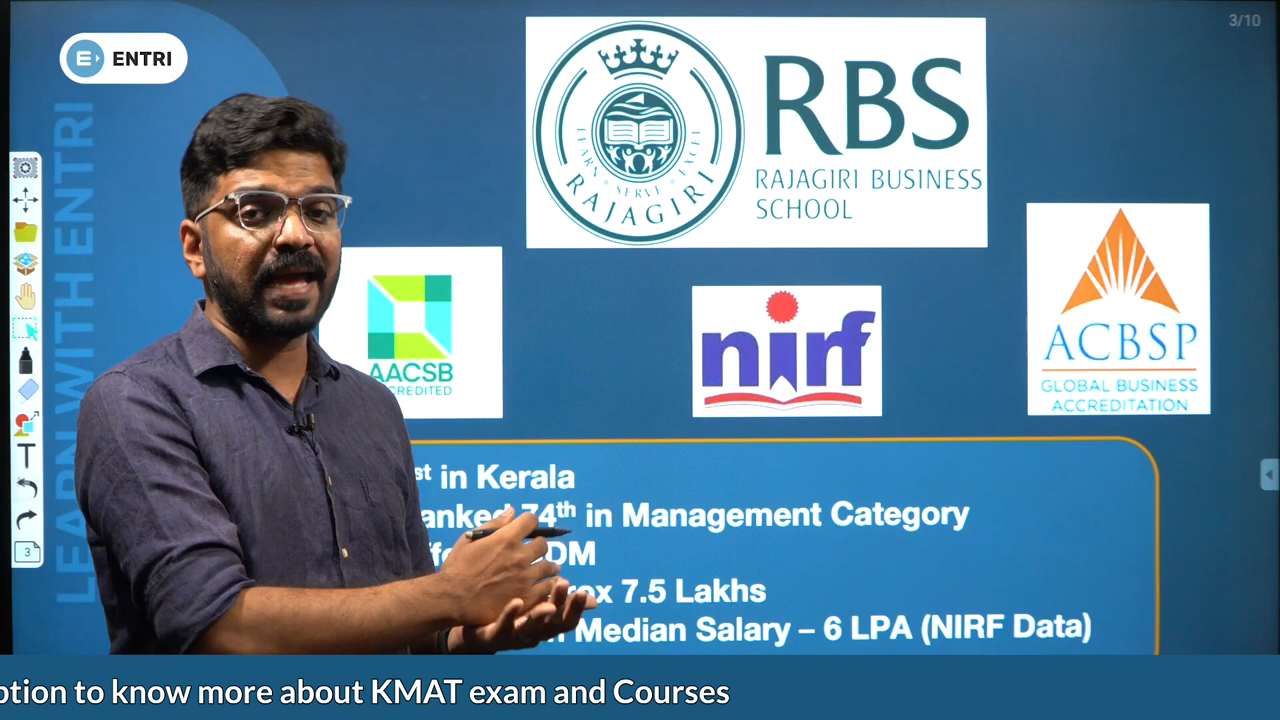 3/10
ENTRI
LEARN WITH ENTRI
RBS
RAJAGIRI BUSINESS
SCHOOL
LEARN SERVE EXCEL
RAJAGIRI
AACSB
nirf
ACBSP
GLOBAL BUSINESS
ACCREDITATION
st in Kerala
74th in Management Category
7.5 Lakhs
Median Salary – 6 LPA (NIRF Data)
T
3
to know more about KMAT exam and Courses